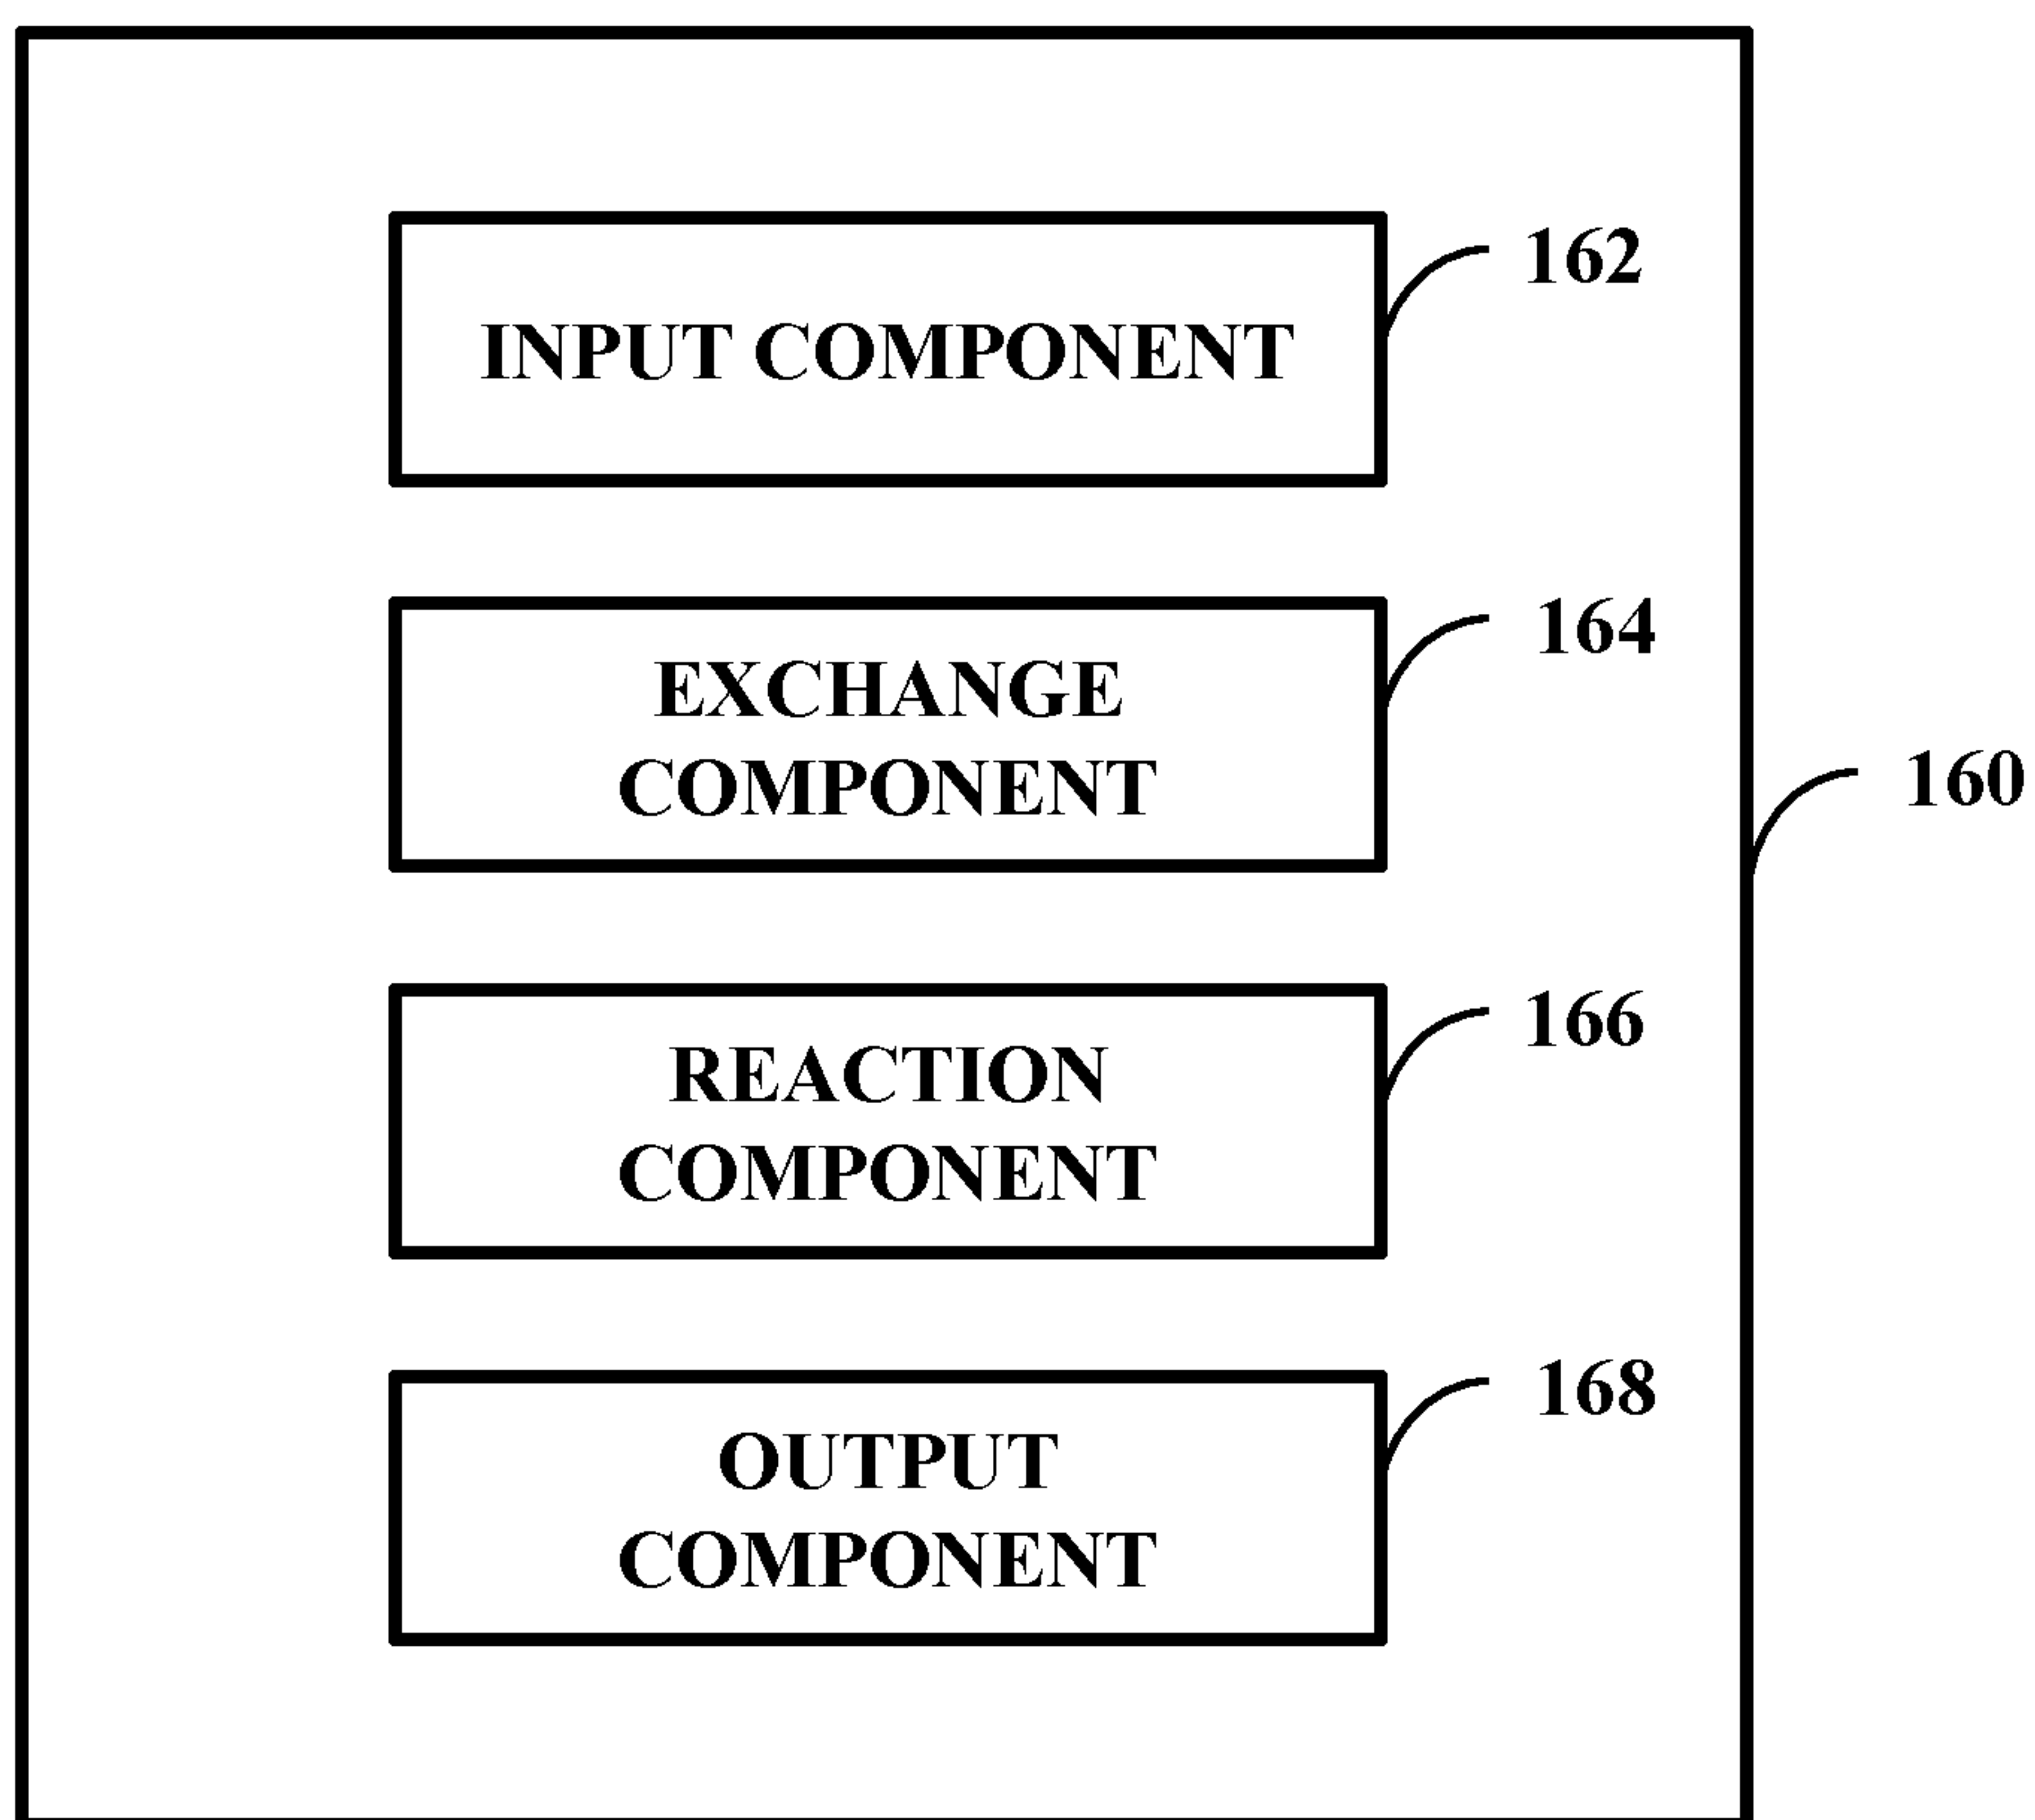 162
INPUT COMPONENT
164
EXCHANGE
COMPONENT
160
166
REACTION
COMPONENT
168
OUTPUT
COMPONENT